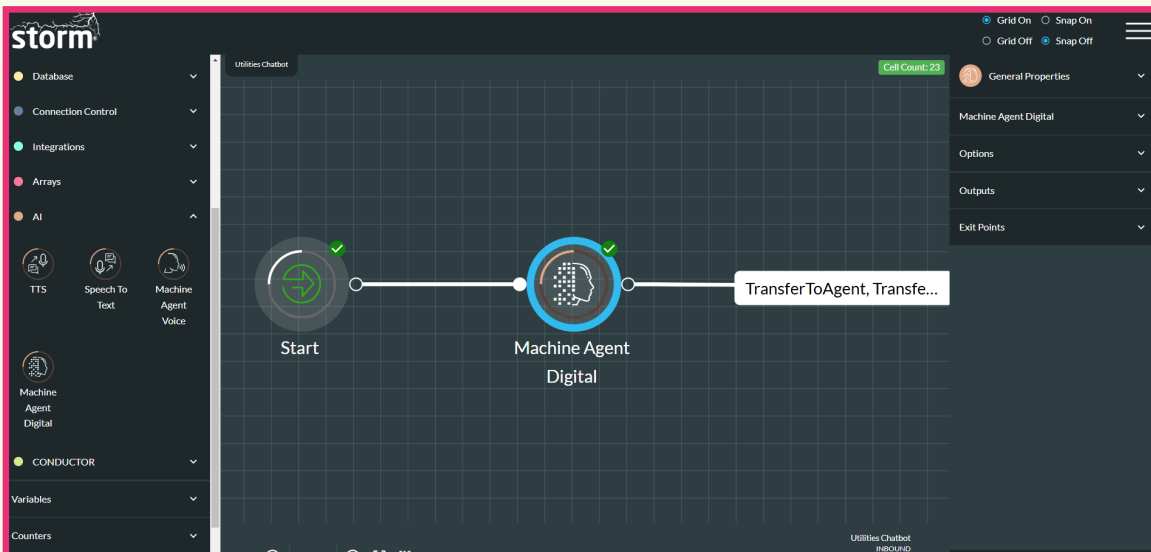 storm
Grid On
Snap On
Grid Off
Snap Off
Database
Connection Control
Integrations
Arrays
AI
TTS
Speech To
Text
Machine
Agent
Voice
Machine
Agent
Digital
CONDUCTOR
Variables
Counters
Utilities Chatbot
Cell Count: 23
Start
Machine Agent
Digital
TransferToAgent, Transfe...
Utilities Chatbot
INBOUND
General Properties
Machine Agent Digital
Options
Outputs
Exit Points